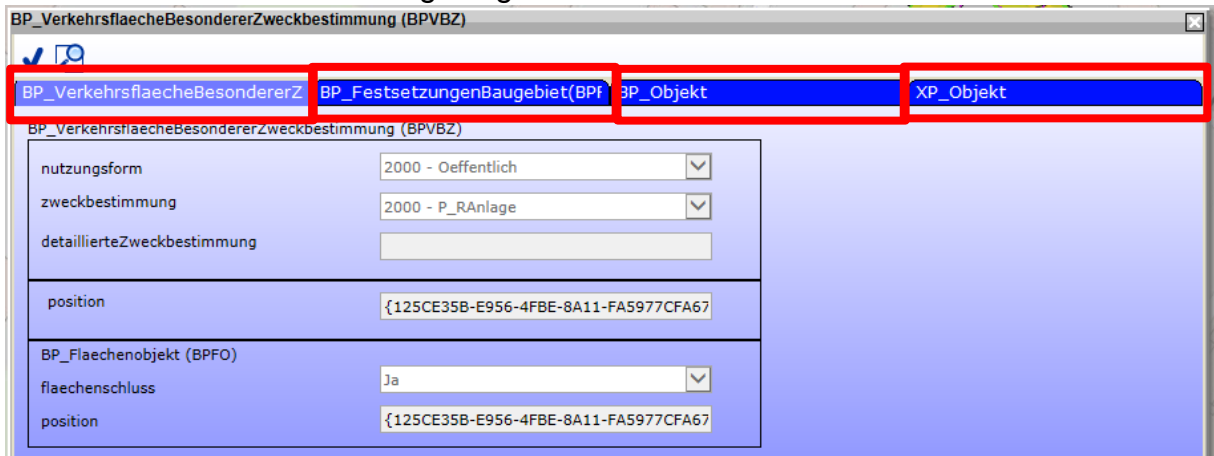 BP_VerkehrsflaecheBesondererZweckbestimmung (BPVBZ)
BP_VerkehrsflaecheBesondererZ BP_FestsetzungenBaugebiet(BPF BP_Objekt XP_Objekt
BP_VerkehrsflaecheBesondererZweckbestimmung (BPVBZ)
nutzungsform 2000 - Oeffentlich
zweckbestimmung 2000 - P_RAnlage
detaillierteZweckbestimmung
position {125CE35B-E956-4FBE-8A11-FA5977CFA67
BP_Flaechenobjekt (BPFO)
flaechenschluss Ja
position {125CE35B-E956-4FBE-8A11-FA5977CFA67